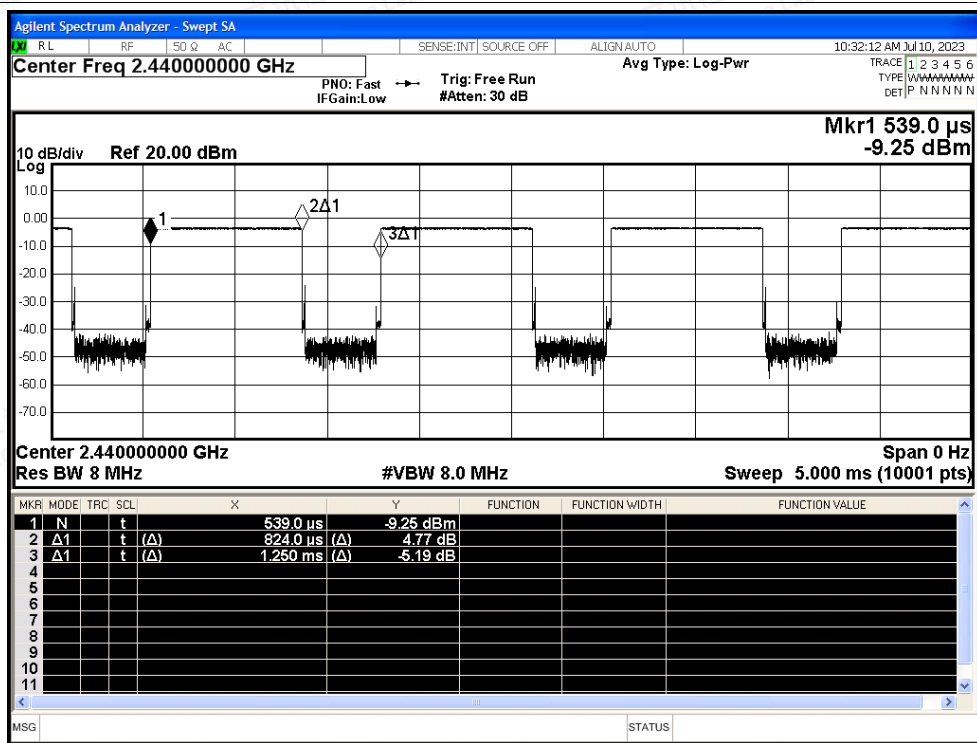 Agilent Spectrum Analyzer - Swept SA
LXI RL RF 50 Ω AC SENSE:INT SOURCE OFF ALIGN AUTO 10:32:12 AM Jul 10, 2023
Center Freq 2.440000000 GHz
PNO: Fast
IFGain:Low
Trig: Free Run
#Atten: 30 dB
Avg Type: Log-Pwr
TRACE 1 2 3 4 5 6
TYPE WWWWWW
DET P N N N N N
Mkr1 539.0 µs
-9.25 dBm
10 dB/div Ref 20.00 dBm
Log
10.0
0.00
-10.0
-20.0
-30.0
-40.0
-50.0
-60.0
-70.0
1
2Δ1
3Δ1
Center 2.440000000 GHz Span 0 Hz
Res BW 8 MHz #VBW 8.0 MHz Sweep 5.000 ms (10001 pts)
MKR MODE TRC SCL X Y FUNCTION FUNCTION WIDTH FUNCTION VALUE
1 N t 539.0 µs -9.25 dBm
2 Δ1 t (Δ) 824.0 µs (Δ) 4.77 dB
3 Δ1 t (Δ) 1.250 ms (Δ) -5.19 dB
4
5
6
7
8
9
10
11
MSG STATUS